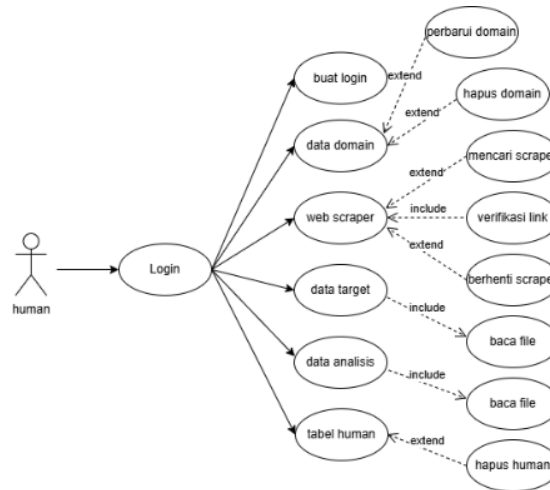 perbarui domain
buat login
extend
hapus domain
extend
data domain
mencari scrape
extend
web scraper
include
verifikasi link
Login
extend
berhenti scrape
human
data target
include
baca file
data analisis
include
baca file
tabel human
extend
hapus human